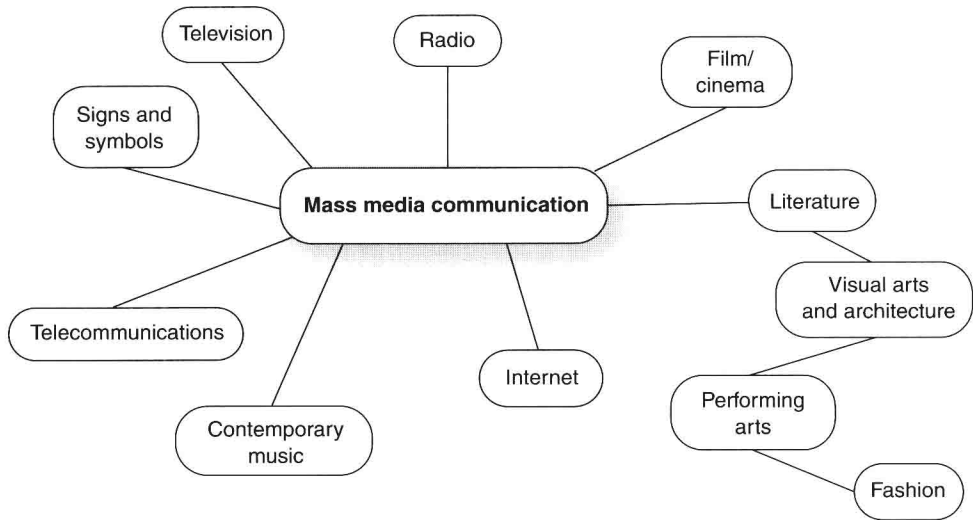 Television
Radio
Film/
cinema
Signs and
symbols
Mass media communication
Literature
Visual arts
and architecture
Telecommunications
Internet
Performing
arts
Contemporary
music
Fashion